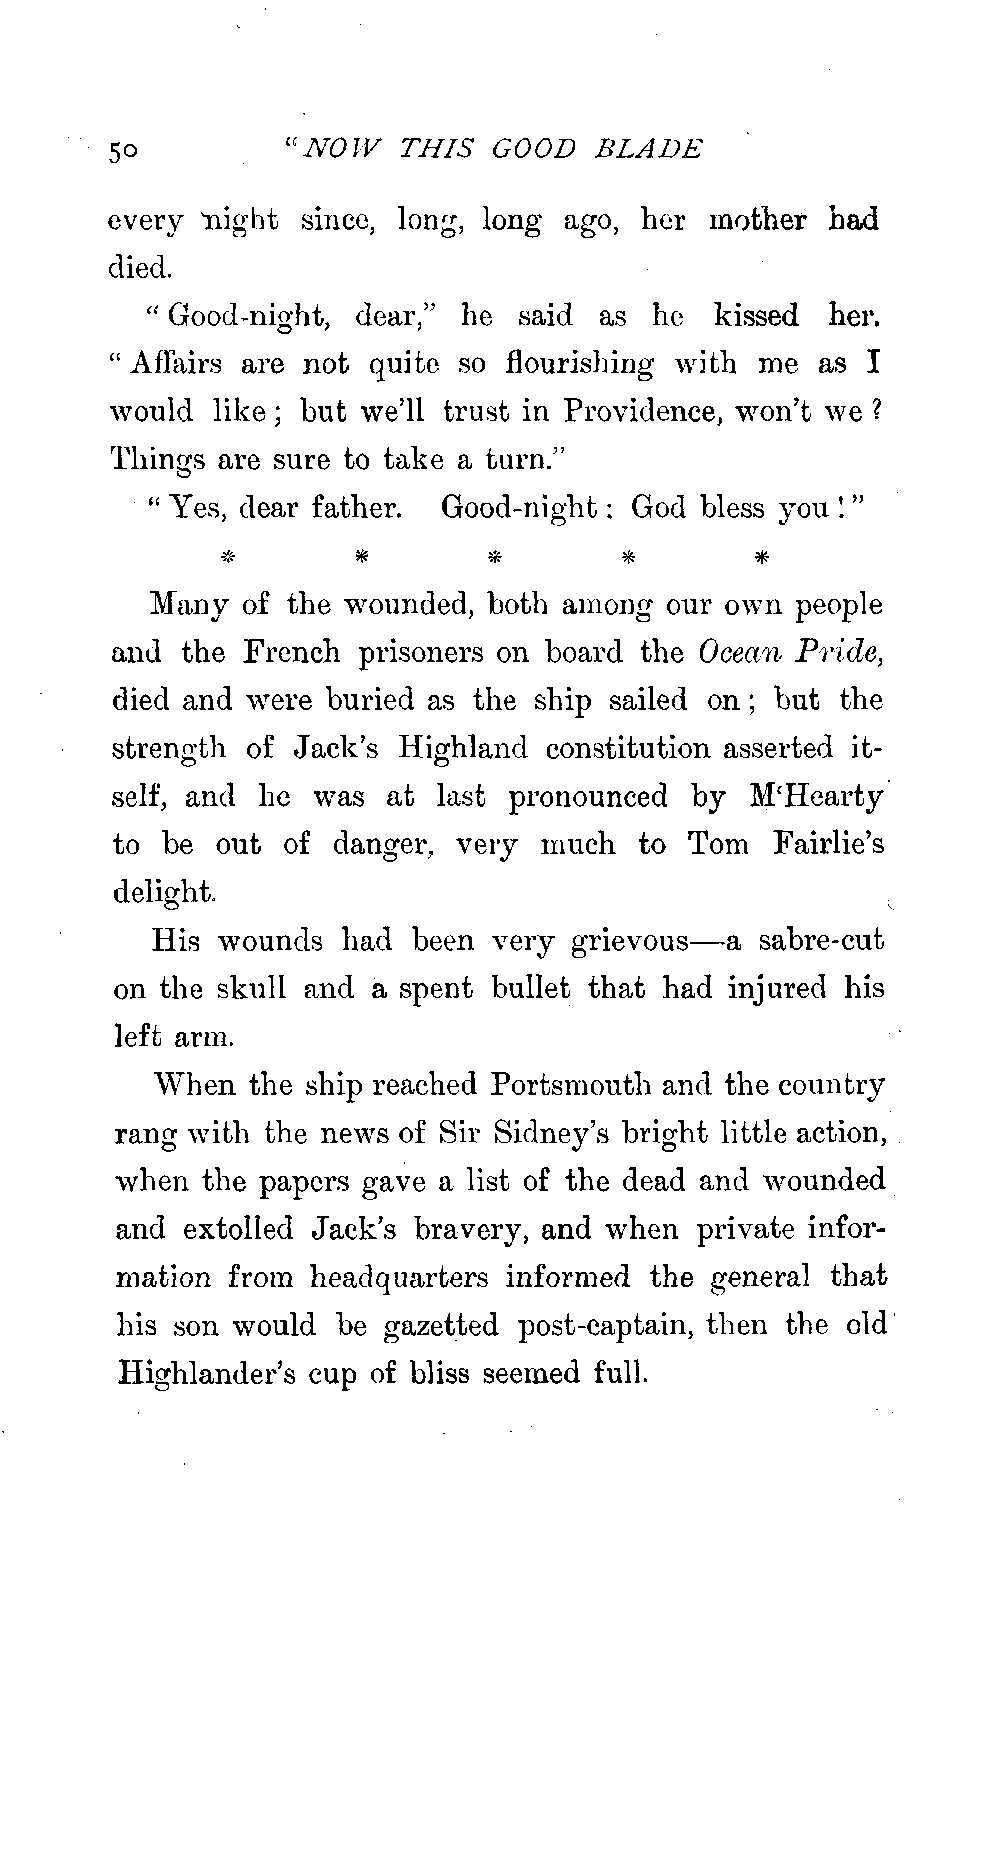 50 "NOW THIS GOOD BLADE
every night since, long, long ago, her mother had
died.
"Good-night, dear," he said as he kissed her.
"Affairs are not quite so flourishing with me as I
would like; but we'll trust in Providence, won't we?
Things are sure to take a turn."
"Yes, dear father. Good-night: God bless you!"
* * * * *
Many of the wounded, both among our own people
and the French prisoners on board the Ocean Pride,
died and were buried as the ship sailed on; but the
strength of Jack's Highland constitution asserted it-
self, and he was at last pronounced by M'Hearty
to be out of danger, very much to Tom Fairlie's
delight.
His wounds had been very grievous—a sabre-cut
on the skull and a spent bullet that had injured his
left arm.
When the ship reached Portsmouth and the country
rang with the news of Sir Sidney's bright little action,
when the papers gave a list of the dead and wounded
and extolled Jack's bravery, and when private infor-
mation from headquarters informed the general that
his son would be gazetted post-captain, then the old
Highlander's cup of bliss seemed full.